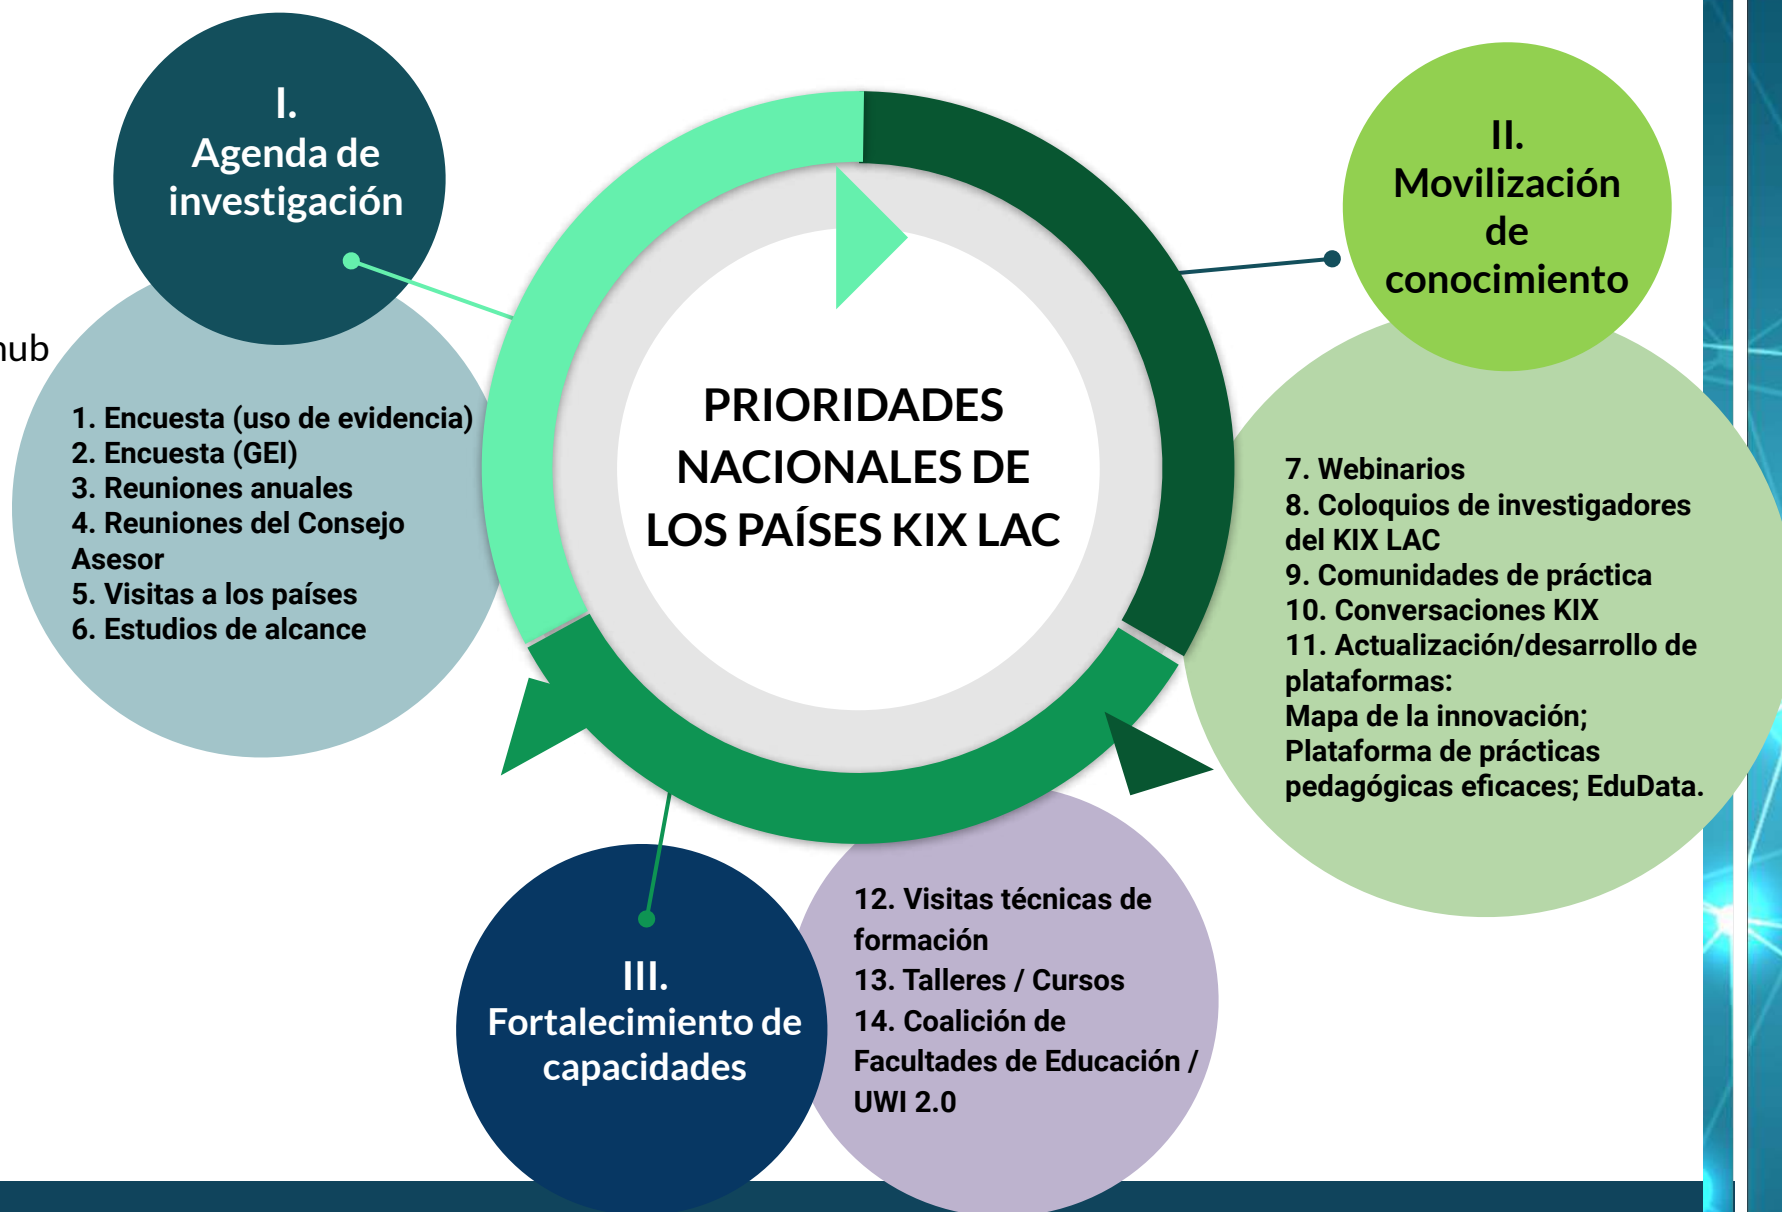 I.
Agenda de
investigación
hub
1. Encuesta (uso de evidencia)
2. Encuesta (GEI)
3. Reuniones anuales
4. Reuniones del Consejo
Asesor
5. Visitas a los países
6. Estudios de alcance
PRIORIDADES
NACIONALES DE
LOS PAÍSES KIX LAC
II.
Movilización
de
conocimiento
7. Webinarios
8. Coloquios de investigadores
del KIX LAC
9. Comunidades de práctica
10. Conversaciones KIX
11. Actualización/desarrollo de
plataformas:
Mapa de la innovación;
Plataforma de prácticas
pedagógicas eficaces; EduData.
III.
Fortalecimiento de
capacidades
12. Visitas técnicas de
formación
13. Talleres / Cursos
14. Coalición de
Facultades de Educación /
UWI 2.0